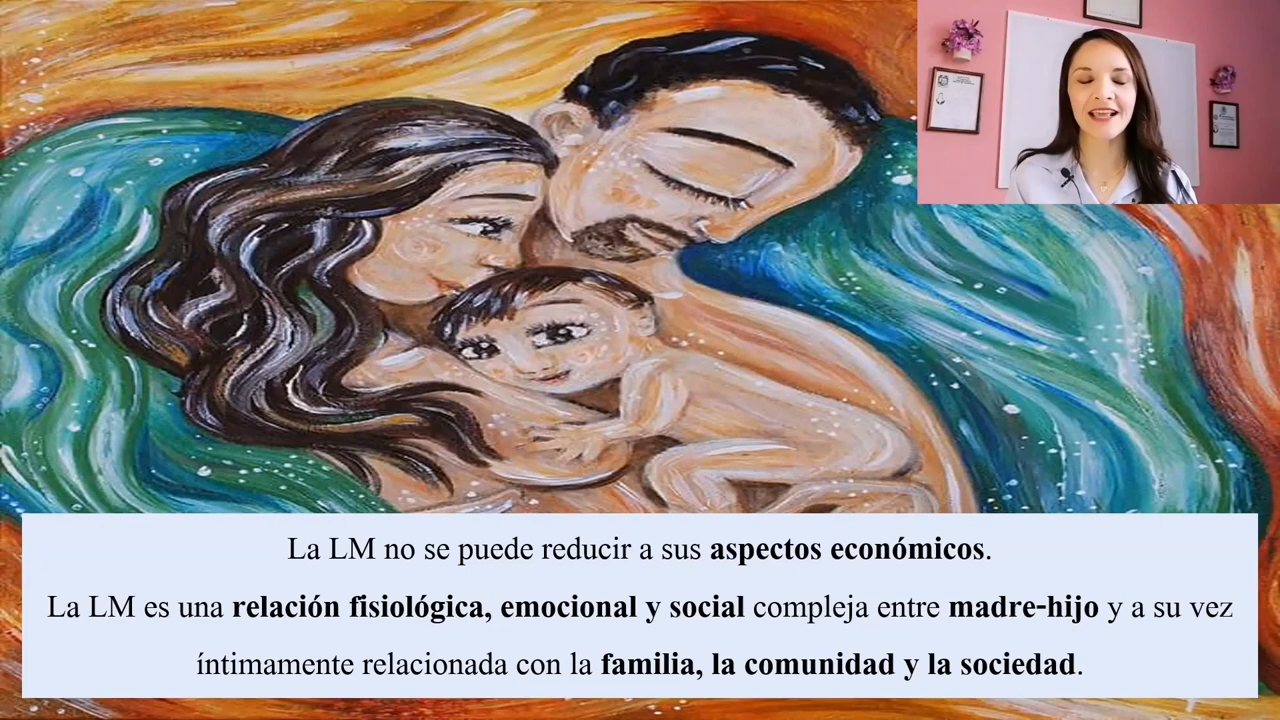 La LM no se puede reducir a sus aspectos económicos.
La LM es una relación fisiológica, emocional y social compleja entre madre-hijo y a su vez
íntimamente relacionada con la familia, la comunidad y la sociedad.